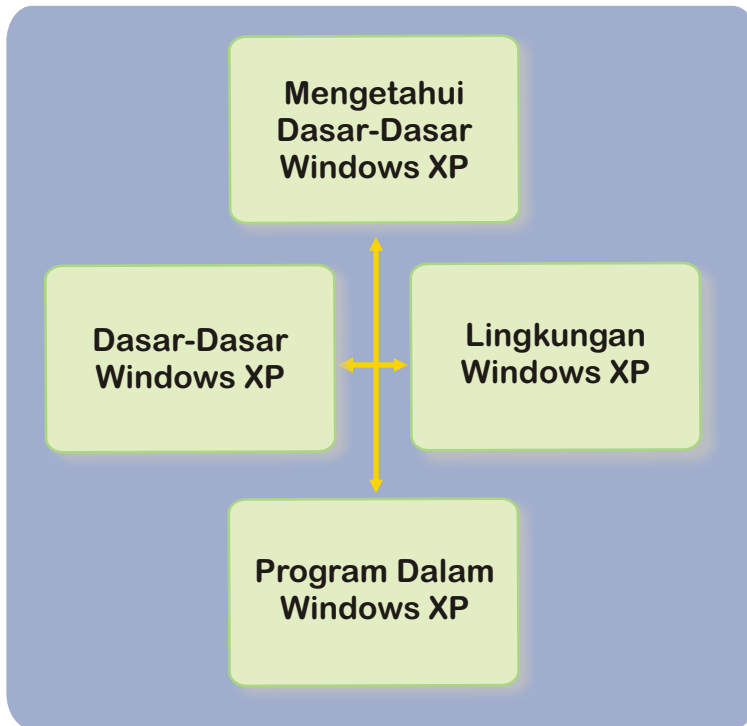 Mengetahui
Dasar-Dasar
Windows XP
Dasar-Dasar
Windows XP
Lingkungan
Windows XP
Program Dalam
Windows XP